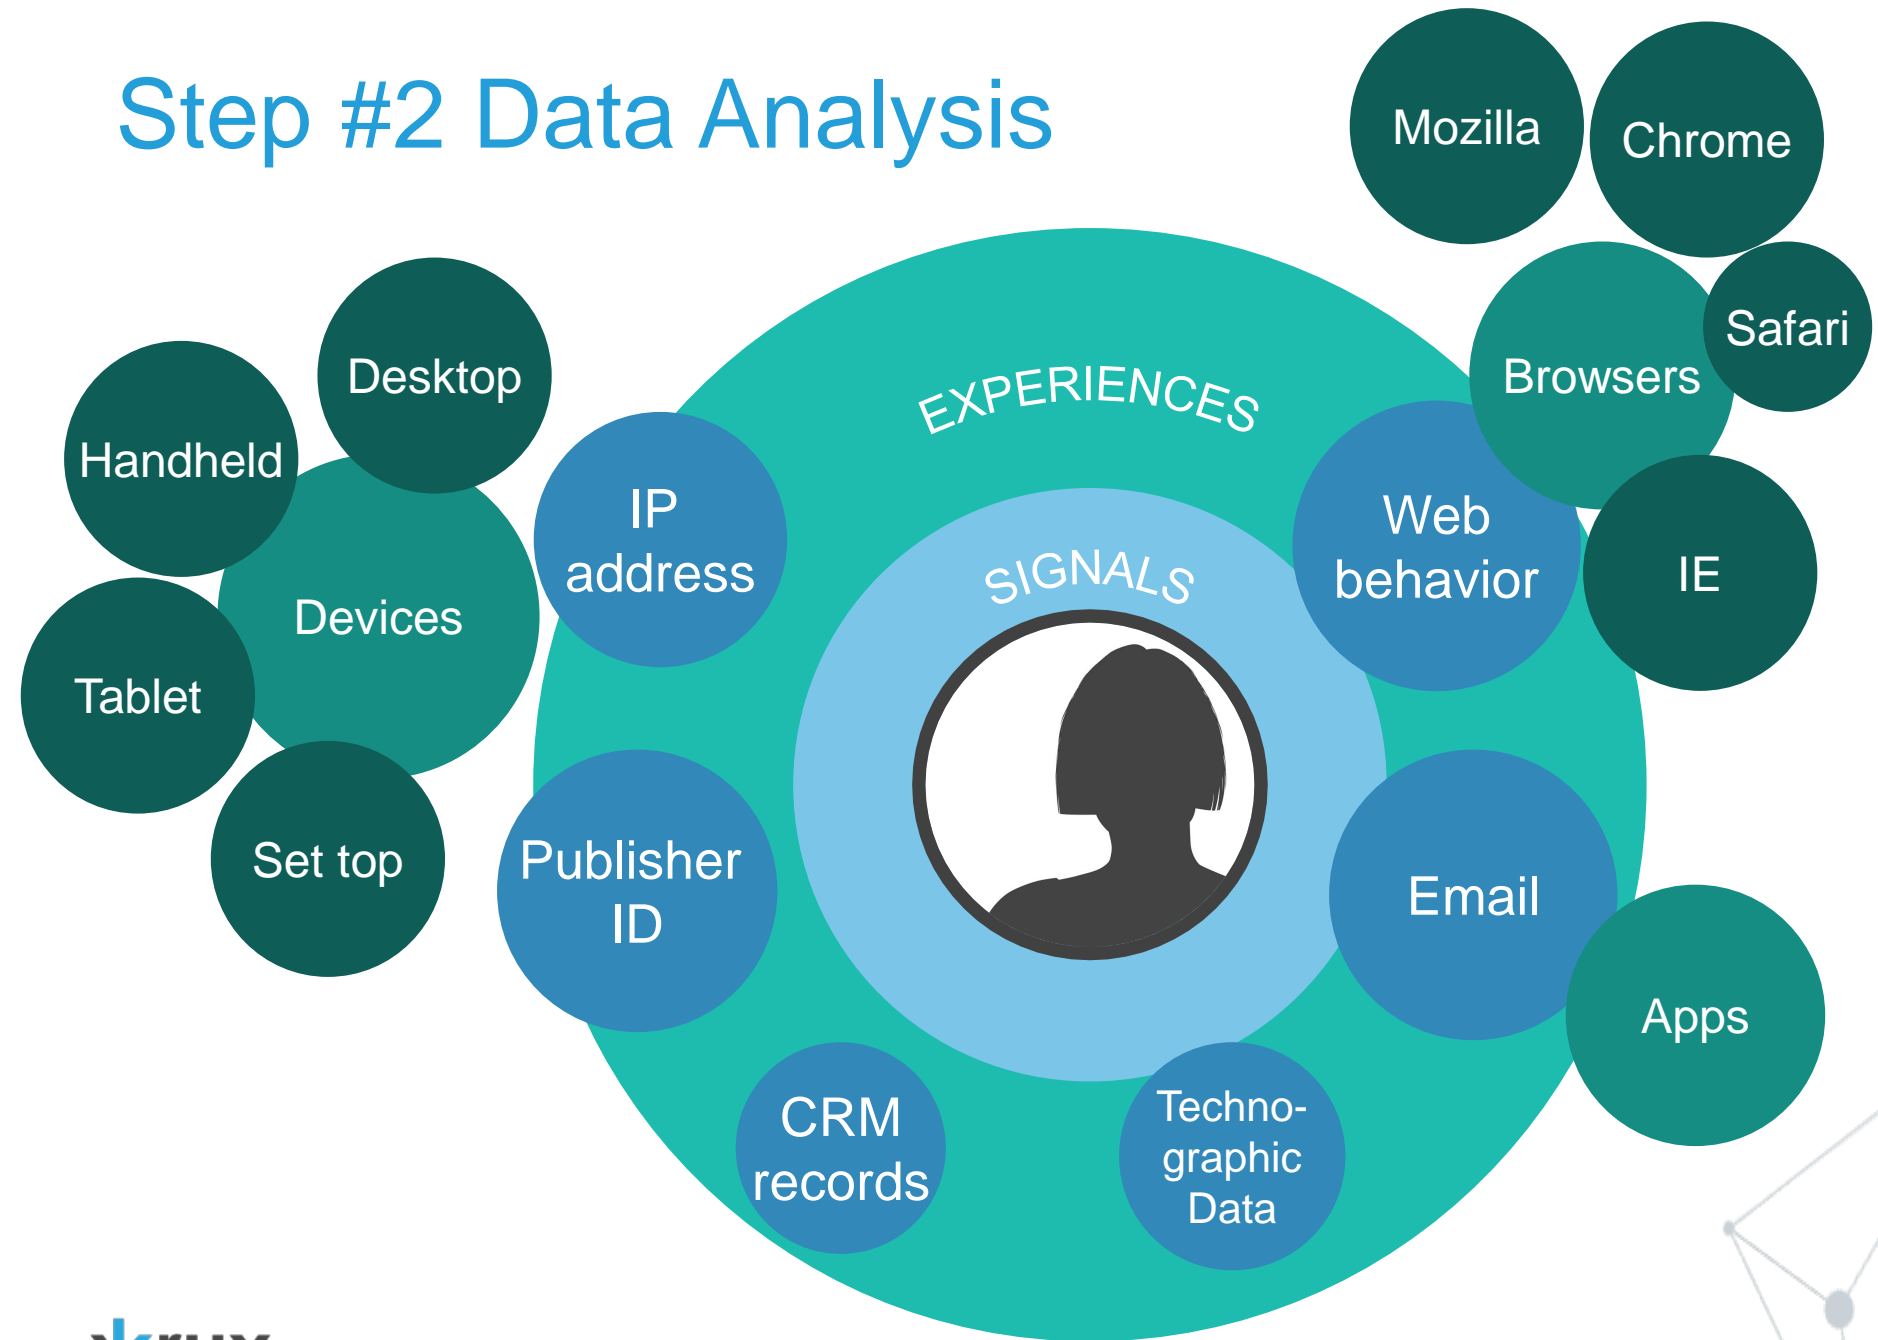 Step #2 Data Analysis
Mozilla
Chrome
Safari
Browsers
IE
Desktop
Handheld
Devices
Tablet
Set top
EXPERIENCES
SIGNALS
IP
address
Web
behavior
Publisher
ID
Email
Apps
CRM
records
Techno-
graphic
Data
krux